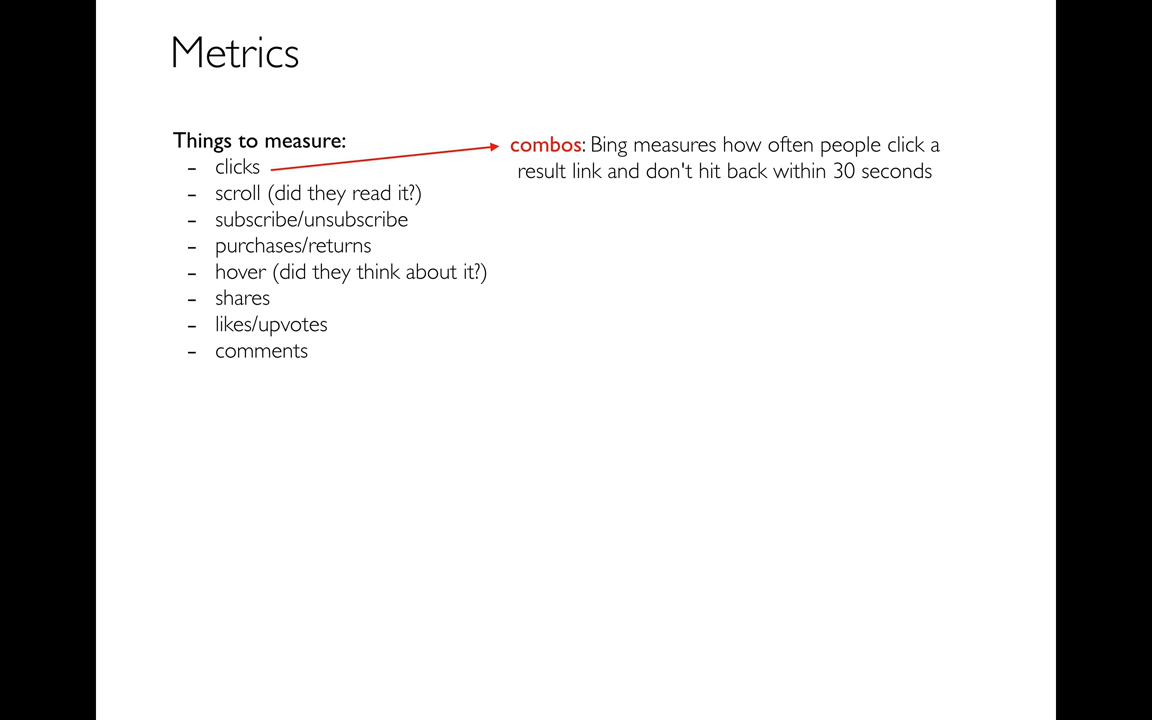 Metrics
Things to measure:
- clicks
- scroll (did they read it?)
- subscribe/unsubscribe
- purchases/returns
- hover (did they think about it?)
- shares
- likes/upvotes
- comments
combos: Bing measures how often people click a
result link and don't hit back within 30 seconds